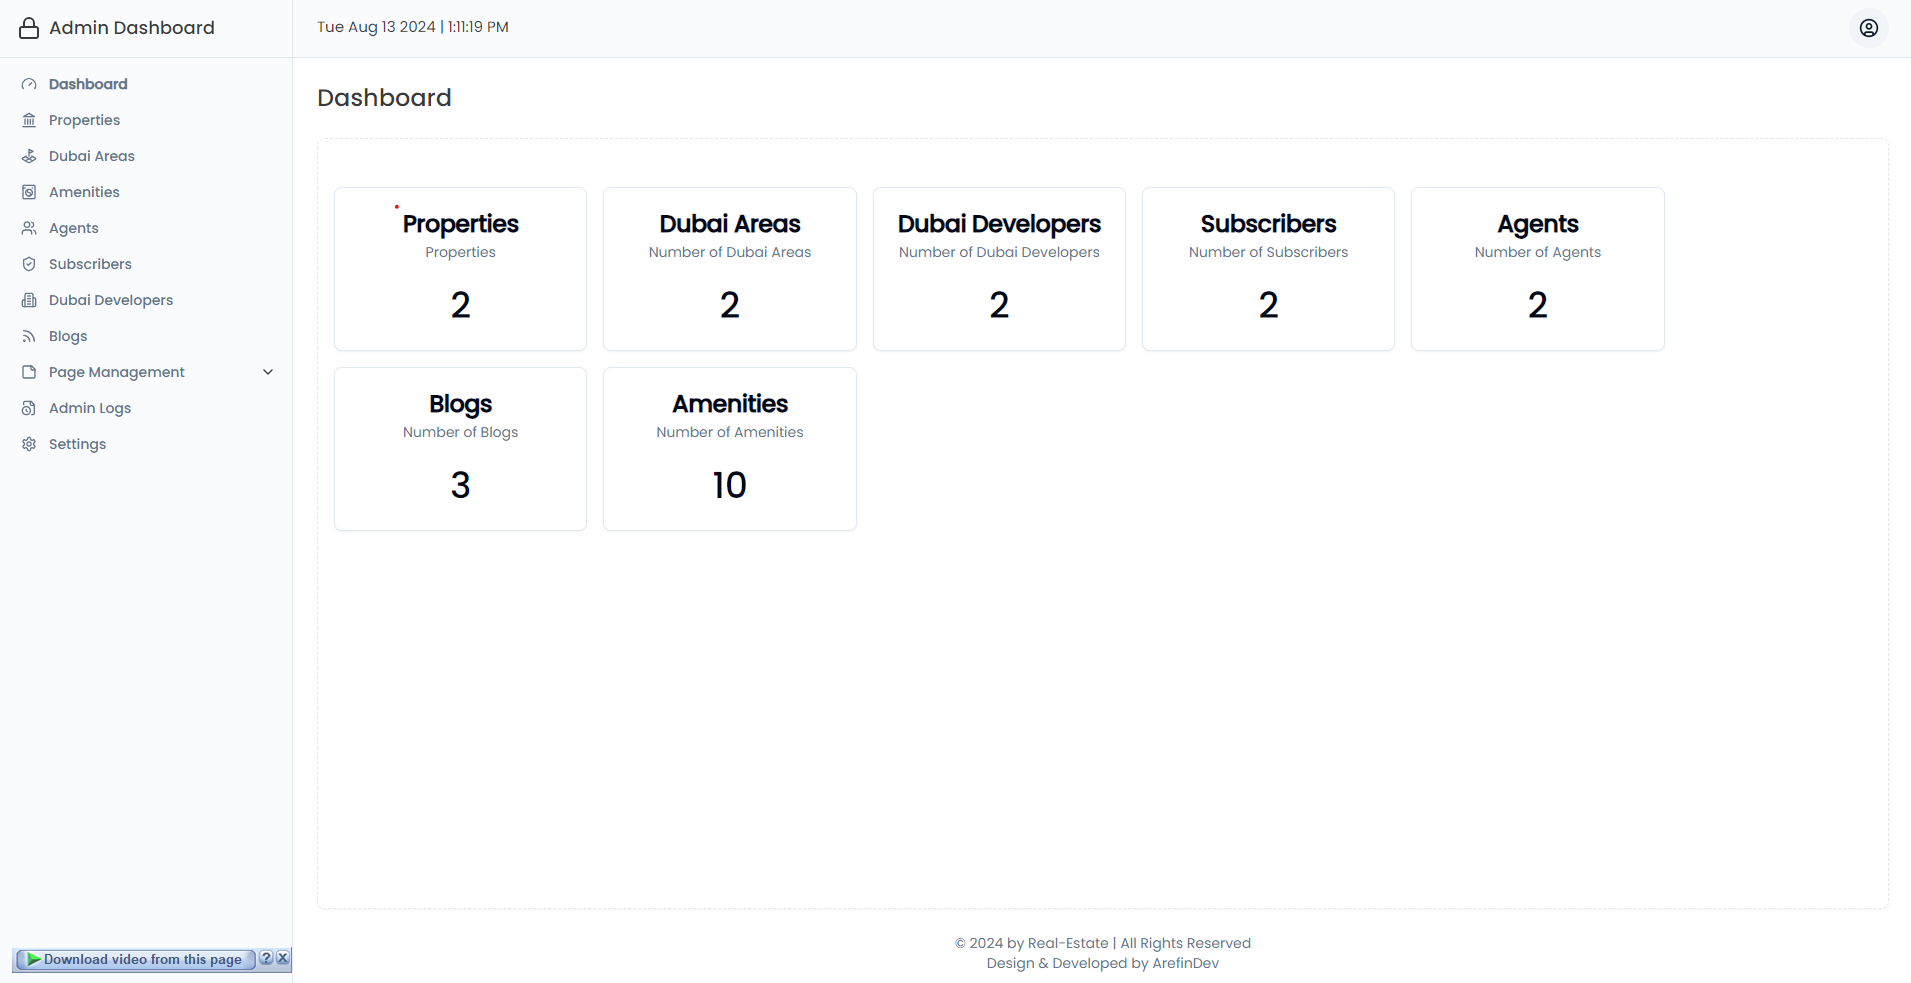 Admin Dashboard
Tue Aug 13 2024 | 1:11:19 PM
Dashboard
Properties
Dubai Areas
Amenities
Agents
Subscribers
Dubai Developers
Blogs
Page Management
Admin Logs
Settings
Dashboard
Properties
Properties
2
Dubai Areas
Number of Dubai Areas
2
Dubai Developers
Number of Dubai Developers
2
Subscribers
Number of Subscribers
2
Agents
Number of Agents
2
Blogs
Number of Blogs
3
Amenities
Number of Amenities
10
Download video from this page ? X
© 2024 by Real-Estate | All Rights Reserved
Design & Developed by ArefinDev